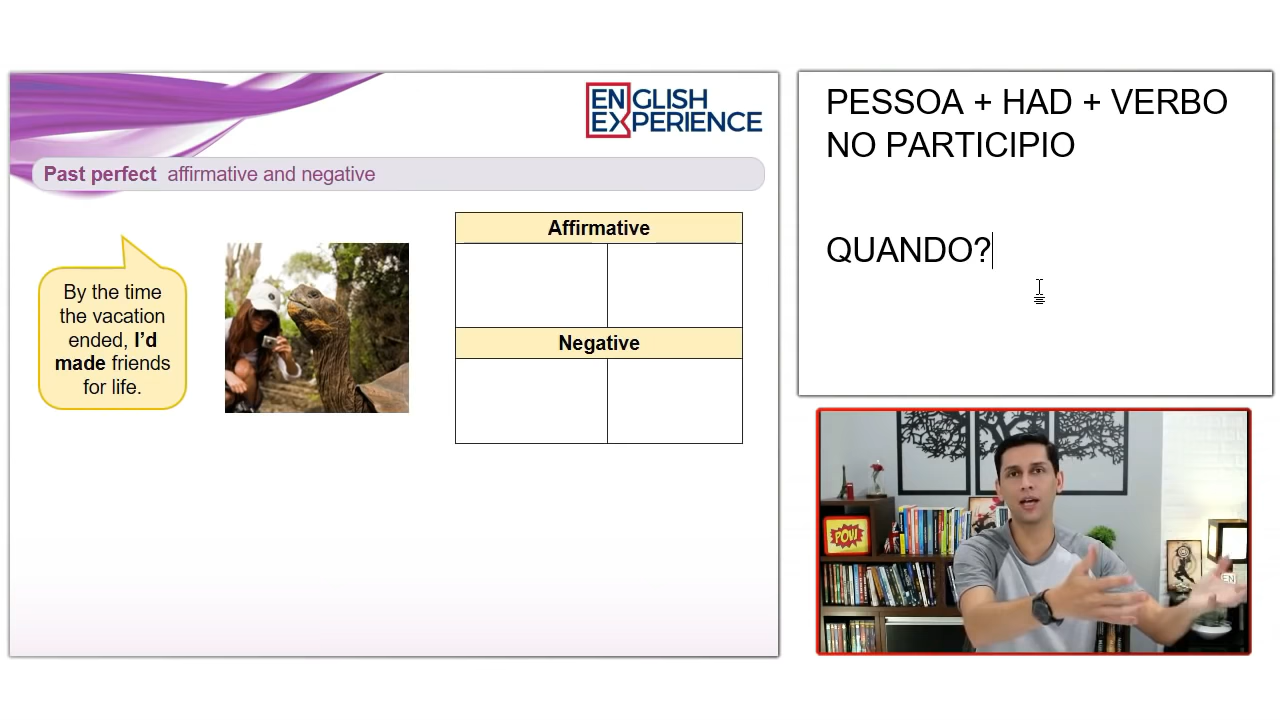 ENGLISH
EXPERIENCE
Past perfect affirmative and negative
By the time
the vacation
ended, I'd
made friends
for life.
Affirmative
Negative
PESSOA + HAD + VERBO
NO PARTICIPIO
QUANDO?
POW!
EN